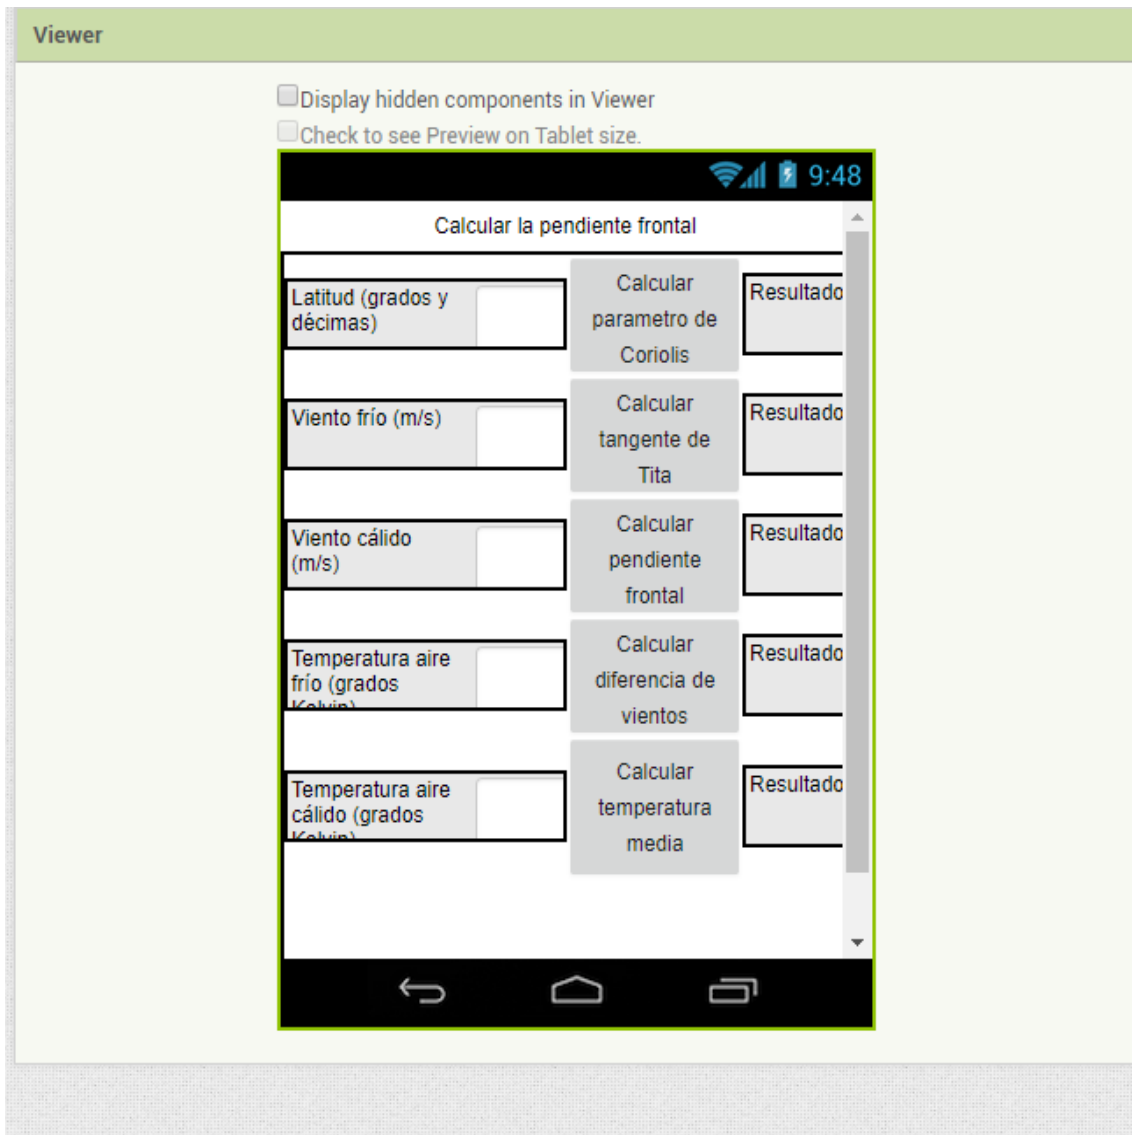 Viewer
Display hidden components in Viewer
Check to see Preview on Tablet size.
9:48
Calcular la pendiente frontal
Latitud (grados y
décimas)
Calcular
parametro de
Coriolis
Resultado
Viento frío (m/s)
Calcular
tangente de
Tita
Resultado
Viento cálido
(m/s)
Calcular
pendiente
frontal
Resultado
Temperatura aire
frío (grados
Kelvin)
Calcular
diferencia de
vientos
Resultado
Temperatura aire
cálido (grados
Kelvin)
Calcular
temperatura
media
Resultado